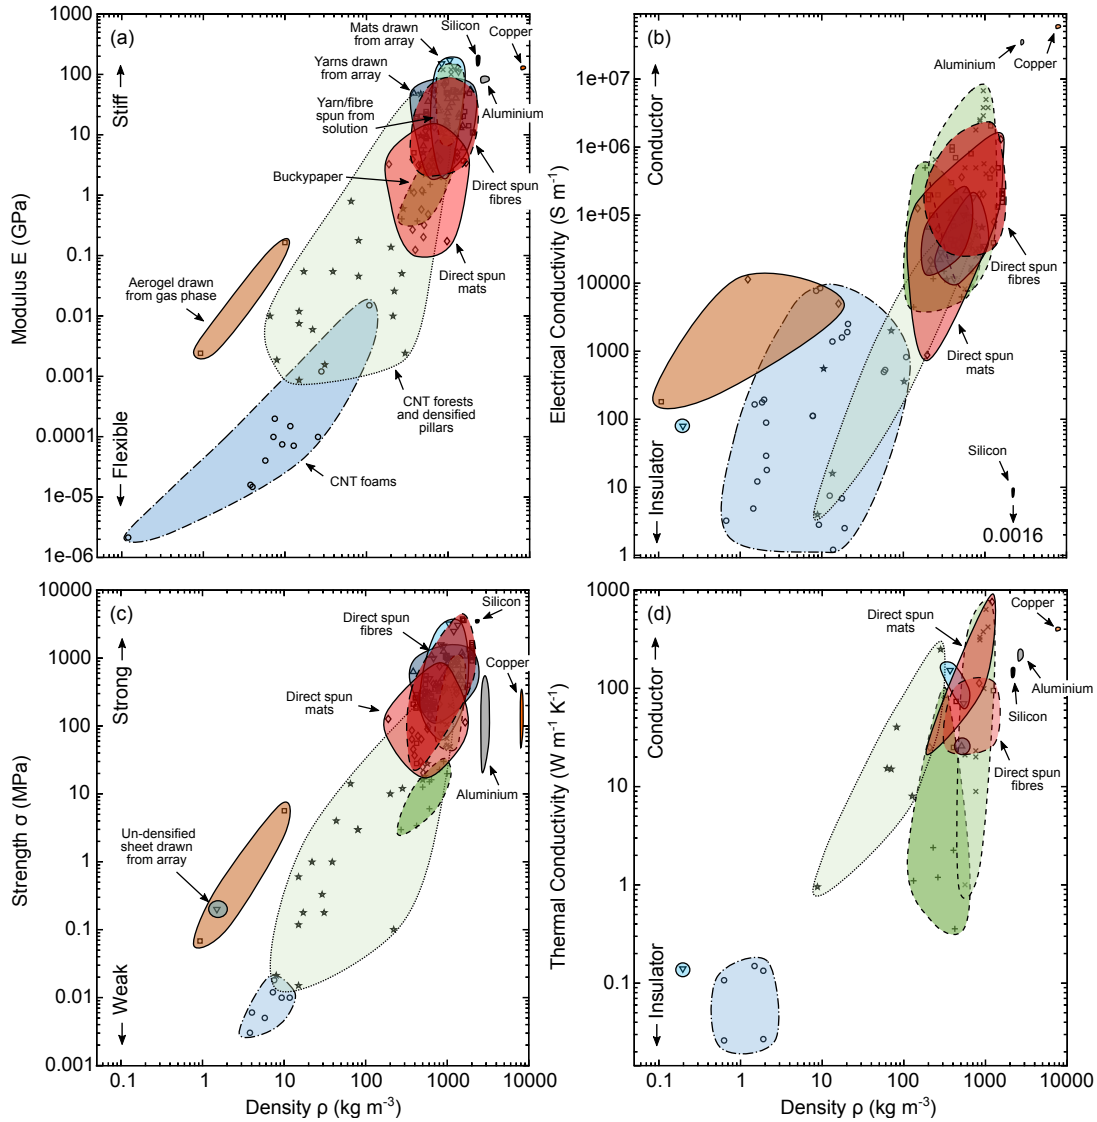 (a)
Modulus E (GPa)
1000
100
10
1
0.1
0.01
0.001
0.0001
1e-05
1e-06
Stiff
Flexible
Mats drawn
from array
Silicon
Copper
Yarns drawn
from array
Yarn/fibre
spun from
solution
Aluminium
Buckypaper
Direct spun
fibres
Direct spun
mats
Aerogel drawn
from gas phase
CNT forests
and densified
pillars
CNT foams
(b)
Electrical Conductivity (S m⁻¹)
1e+07
1e+06
1e+05
10000
1000
100
10
1
Conductor
Insulator
Aluminium
Copper
Direct spun
fibres
Direct spun
mats
Silicon
0.0016
(c)
Strength σ (MPa)
10000
1000
100
10
1
0.1
0.01
0.001
Strong
Weak
Direct spun
fibres
Silicon
Copper
Direct spun
mats
Aluminium
Un-densified
sheet drawn
from array
0.1
1
10
100
1000
10000
Density ρ (kg m⁻³)
(d)
Thermal Conductivity (W m⁻¹ K⁻¹)
1000
100
10
1
0.1
Conductor
Insulator
Direct spun
mats
Copper
Aluminium
Silicon
Direct spun
fibres
0.1
1
10
100
1000
10000
Density ρ (kg m⁻³)